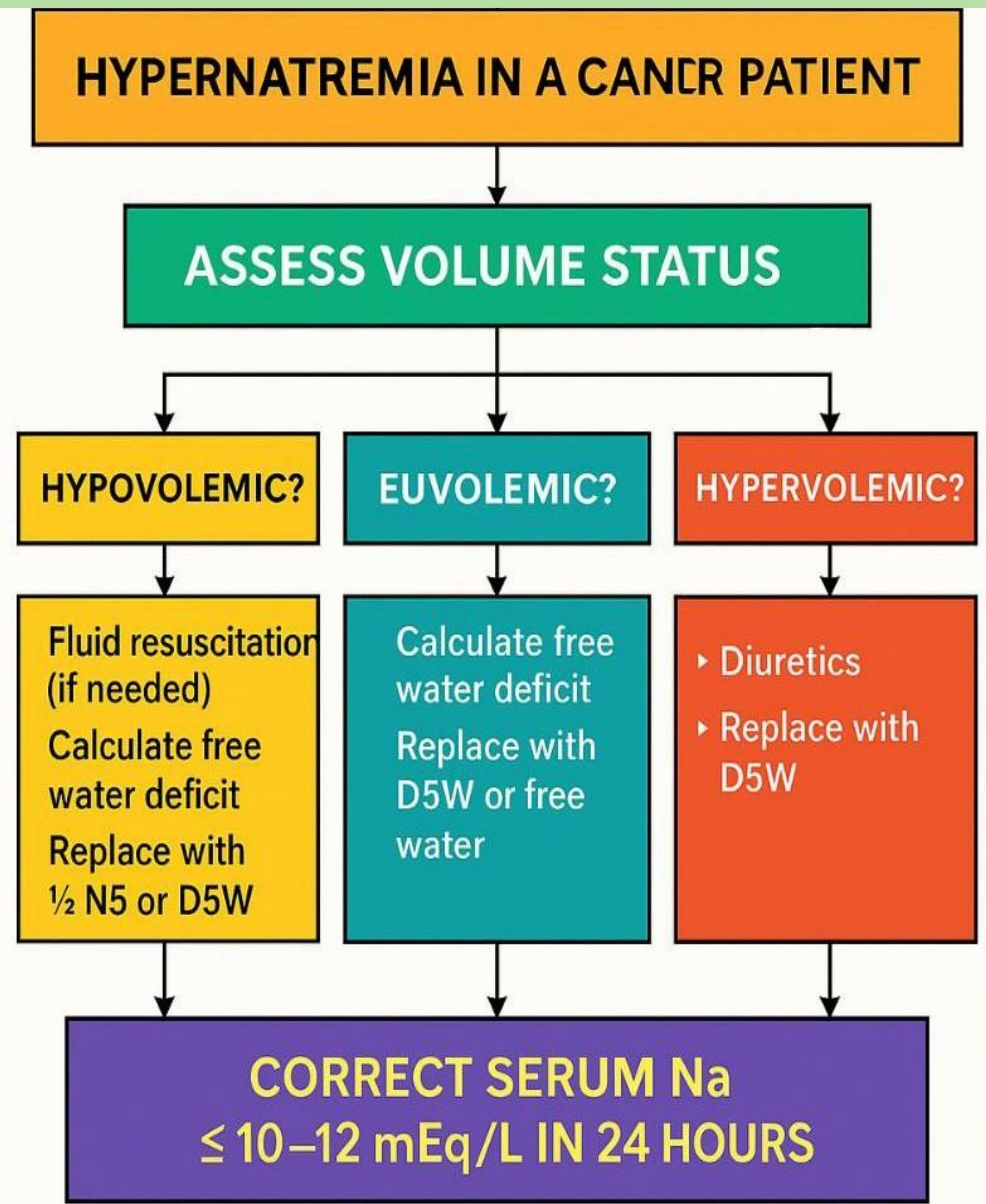 HYPERNATREMIA IN A CANCR PATIENT
ASSESS VOLUME STATUS
HYPOVOLEMIC?
EUVOLEMIC?
HYPERVOLEMIC?
Fluid resuscitation
(if needed)
Calculate free
water deficit
Replace with
½ N5 or D5W
Calculate free
water deficit
Replace with
D5W or free
water
▸ Diuretics
▸ Replace with
D5W
CORRECT SERUM Na
≤ 10–12 mEq/L IN 24 HOURS